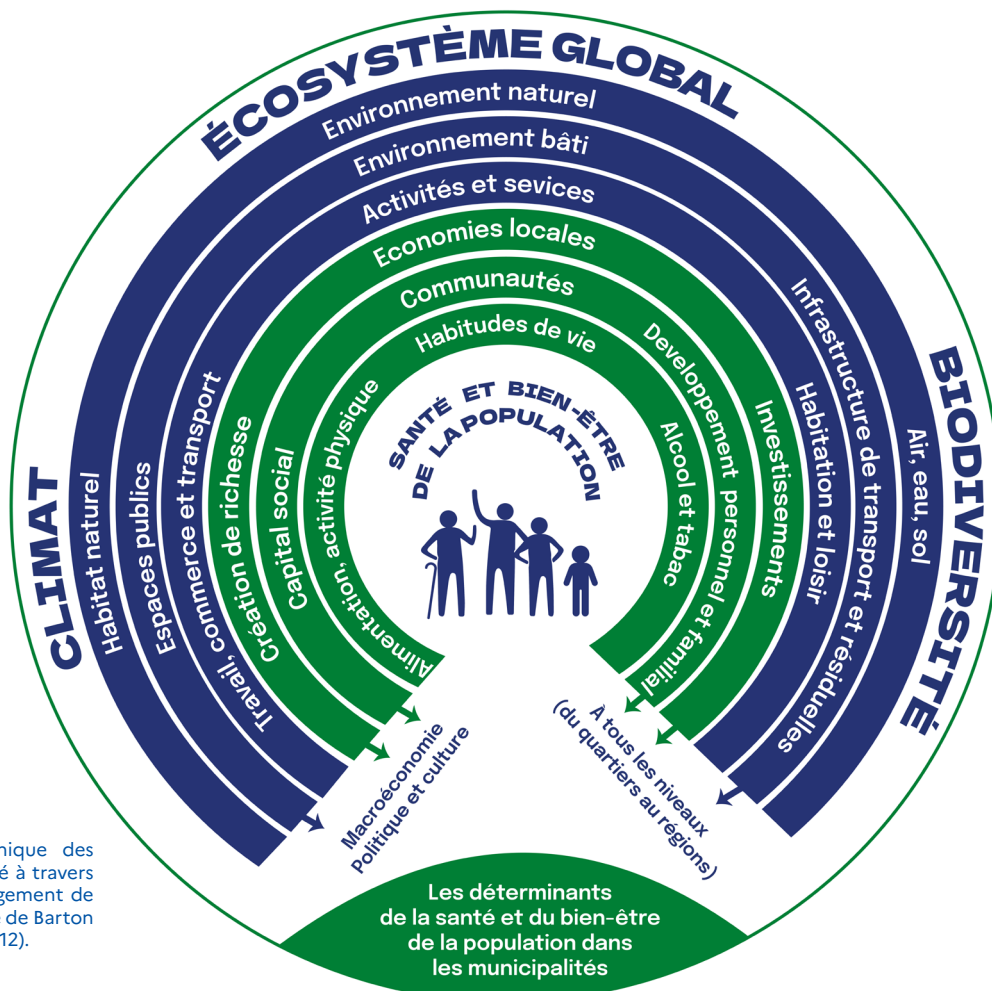 ÉCOSYSTÈME GLOBAL
Environnement naturel
Environnement bâti
Activités et sevices
Economies locales
Communautés
Habitudes de vie
SANTÉ ET BIEN-ÊTRE
DE LA POPULATION
CLIMAT
Habitat naturel
Espaces publics
Travail, commerce et transport
Création de richesse
Capital social
Alimentation, activité physique
Alcool et tabac
Developpement personnel et familial
Investissements
Habitation et loisir
Infrastructure de transport et résiduelles
Air, eau, sol
BIODIVERSITÉ
Macroéconomie
Politique et culture
À tous les niveaux
(du quartiers au régions)
Les déterminants
de la santé et du bien-être
de la population dans
les municipalités
nique des
é à travers
gement de
de Barton
12).